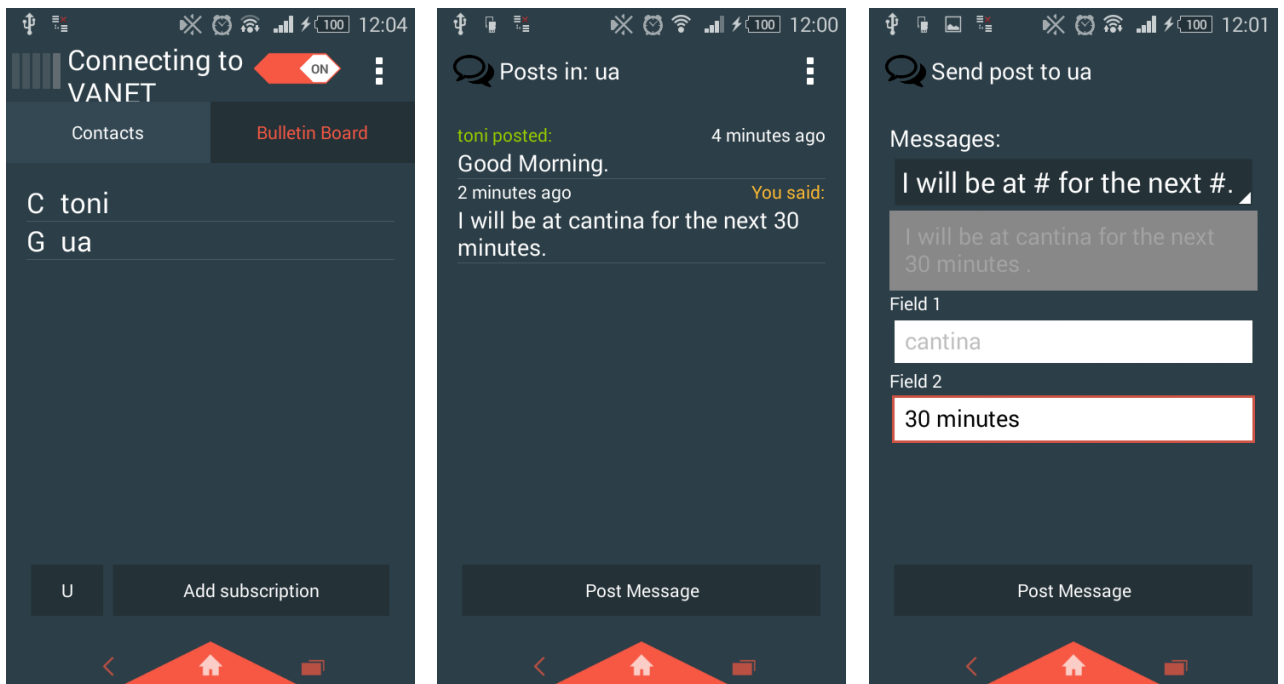 100 12:04
Connecting to
VANET
ON
Contacts Bulletin Board
C toni
G ua
U Add subscription
100 12:00
Posts in: ua
toni posted: 4 minutes ago
Good Morning.
2 minutes ago You said:
I will be at cantina for the next 30
minutes.
Post Message
100 12:01
Send post to ua
Messages:
I will be at # for the next #.
I will be at cantina for the next
30 minutes .
Field 1
cantina
Field 2
30 minutes
Post Message